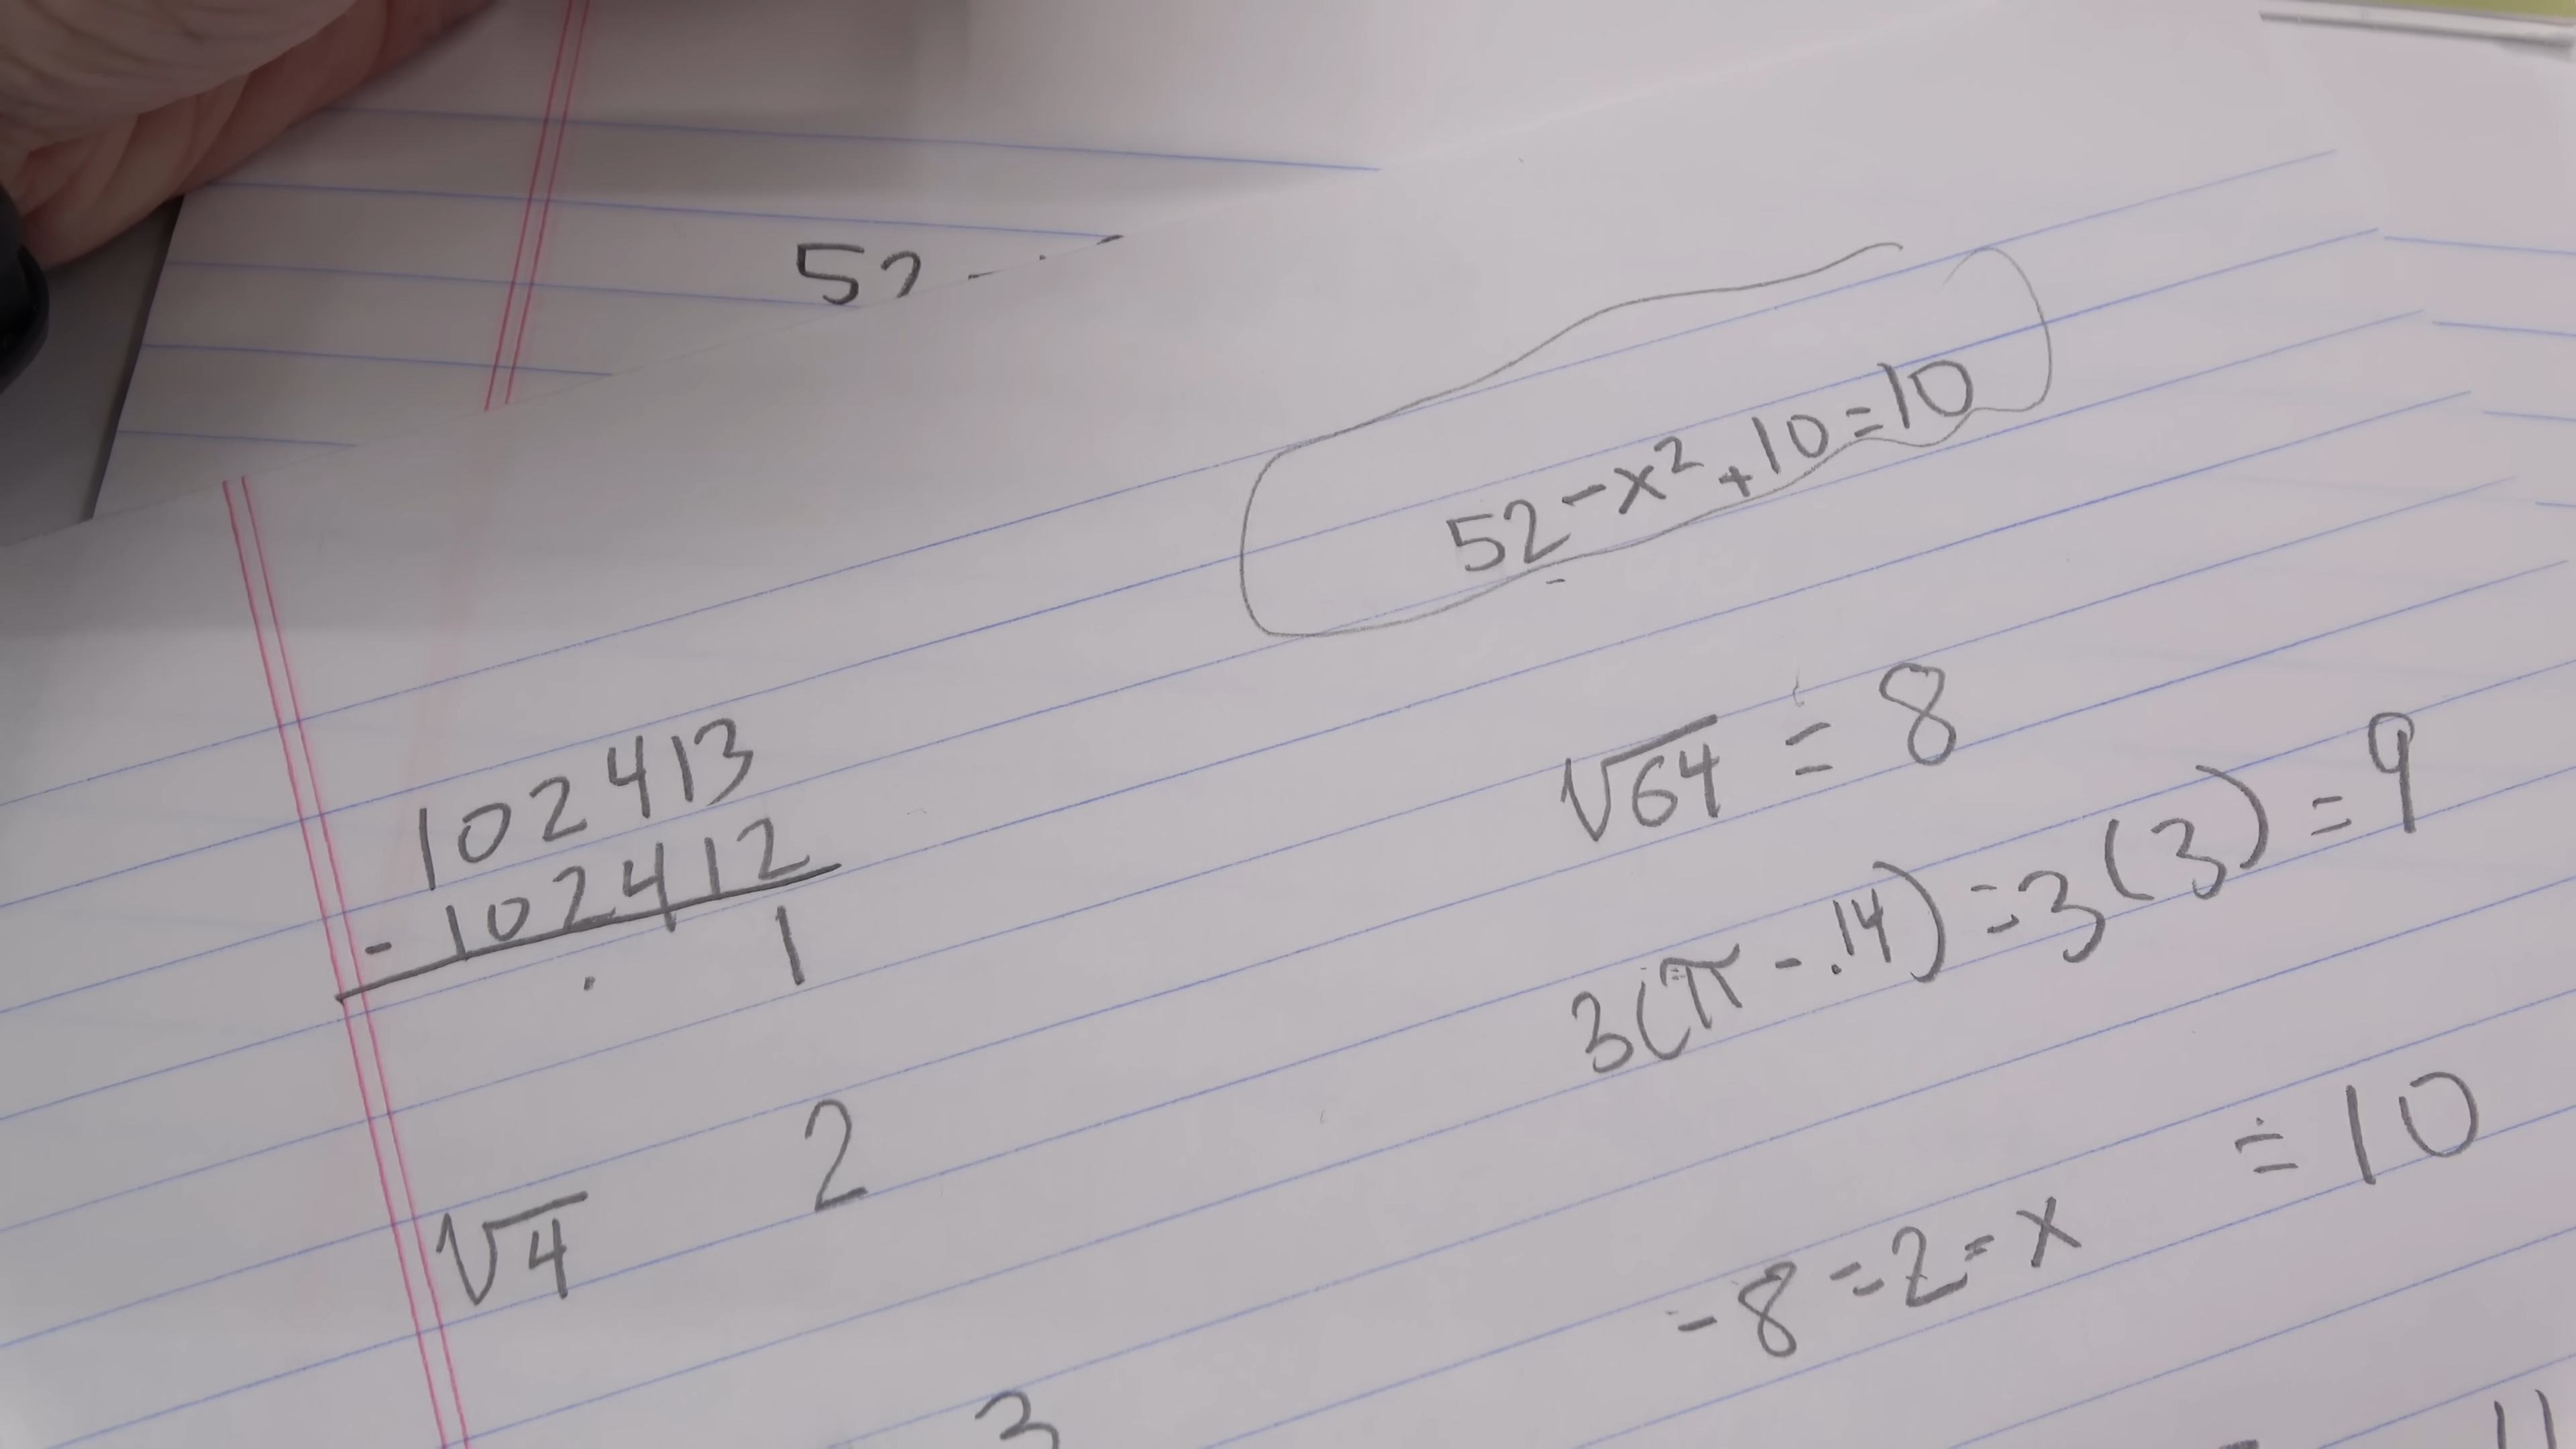 52 - x² + 10 = 10
102413
- 102412
1
√64 = 8
3(π - .14) = 3(3) = 9
√4 2
- 8 = 2 - x = 10
3
11